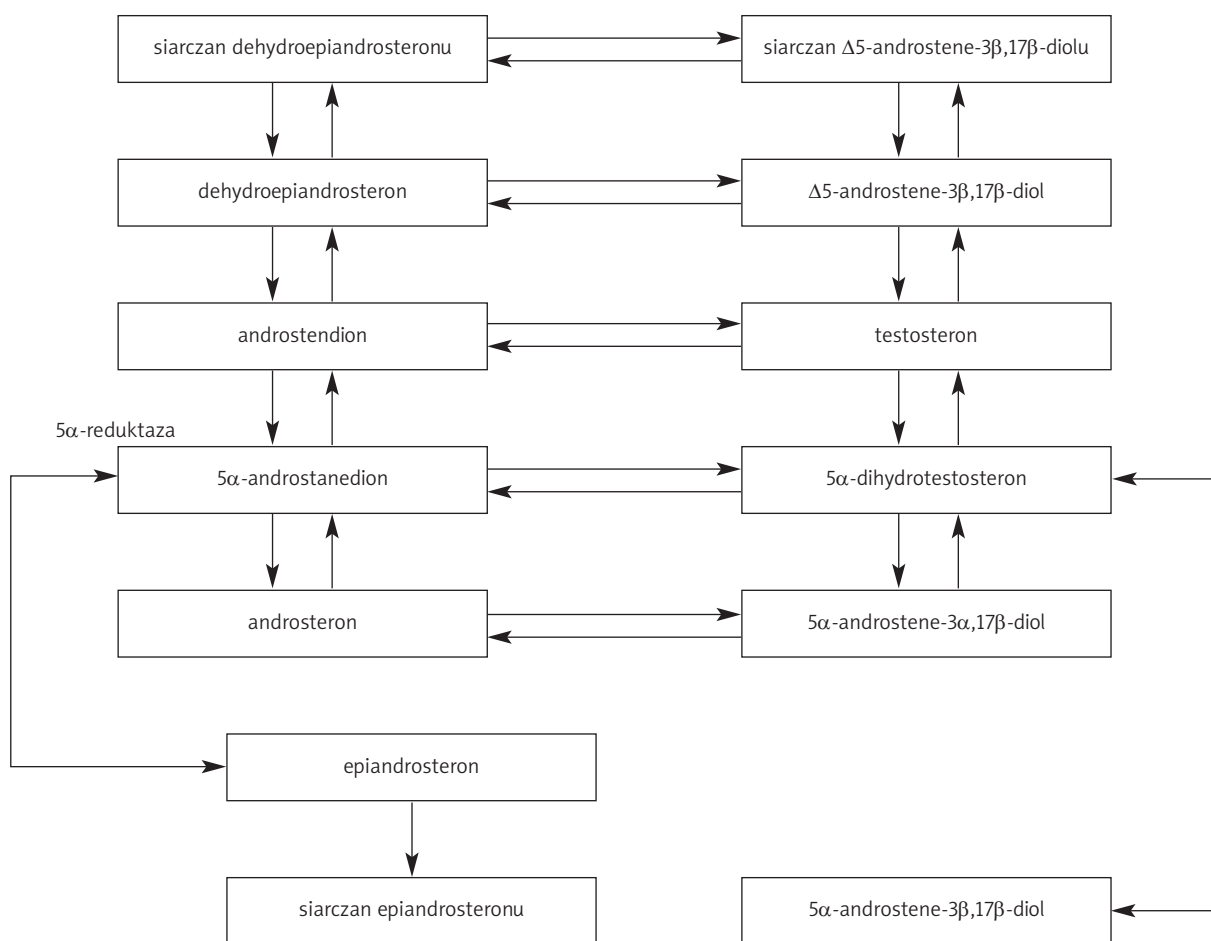 siarczan dehydroepiandrosteronu
siarczan Δ5-androstene-3β,17β-diolu
dehydroepiandrosteron
Δ5-androstene-3β,17β-diol
androstendion
testosteron
5α-reduktaza
5α-androstanedion
5α-dihydrotestosteron
androsteron
5α-androstene-3α,17β-diol
epiandrosteron
siarczan epiandrosteronu
5α-androstene-3β,17β-diol